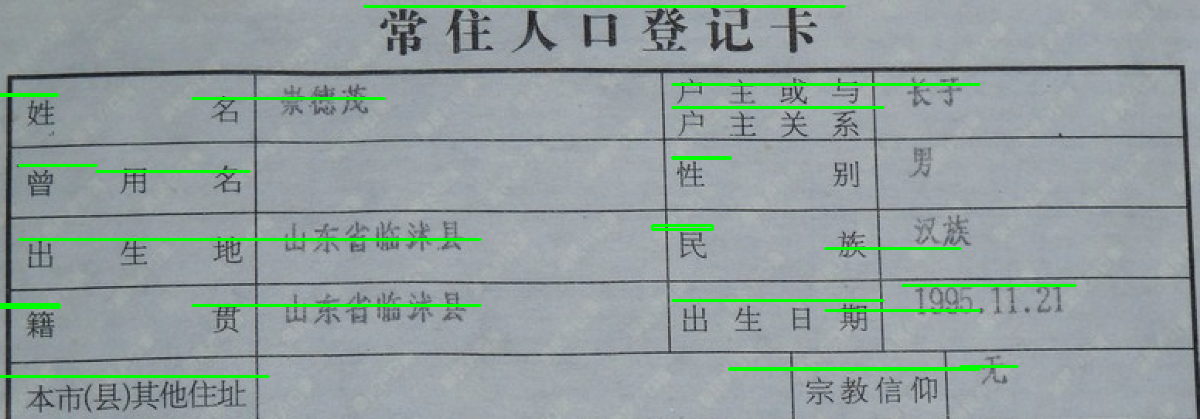 常住人口登记卡
姓名 崇德茂 户主或与户主关系 长子
曾用名 性别 男
出生地 山东省临沭县 民族 汉族
籍贯 山东省临沭县 出生日期 1995.11.21
本市(县)其他住址 宗教信仰 无